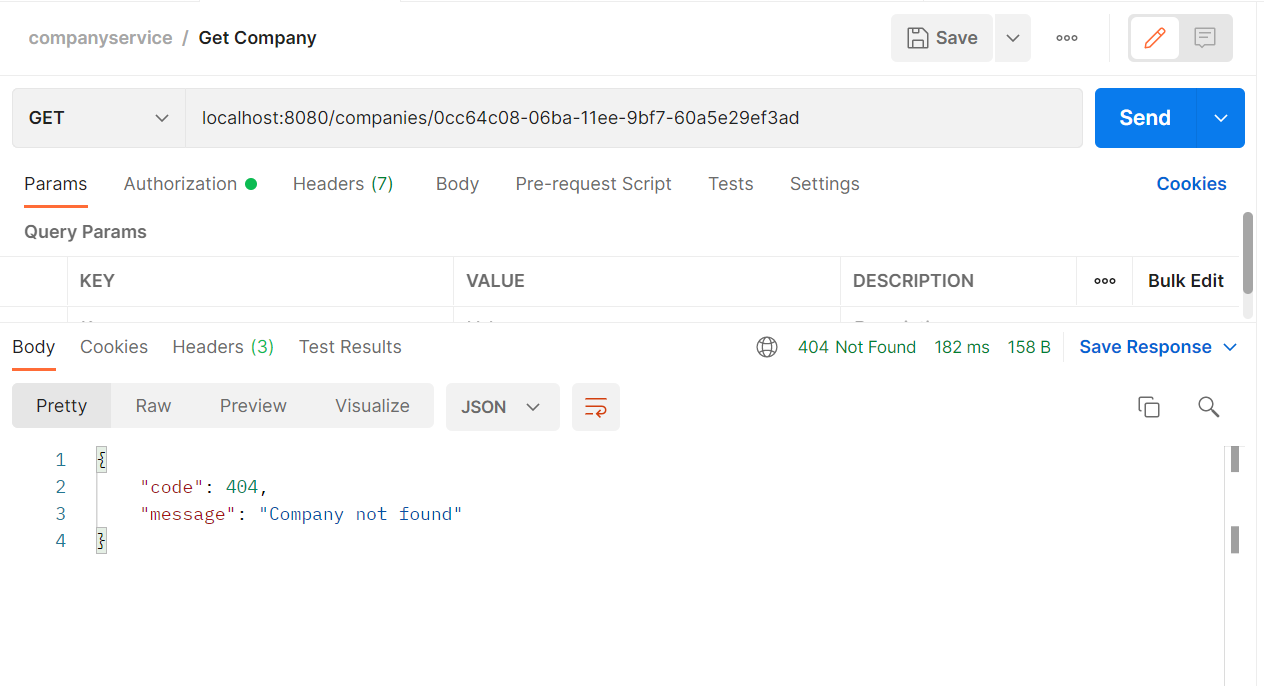 companyservice / Get Company
Save
GET
localhost:8080/companies/0cc64c08-06ba-11ee-9bf7-60a5e29ef3ad
Send
Params Authorization Headers (7) Body Pre-request Script Tests Settings Cookies
Query Params
KEY VALUE DESCRIPTION Bulk Edit
Body Cookies Headers (3) Test Results 404 Not Found 182 ms 158 B Save Response
Pretty Raw Preview Visualize JSON
1 {
2 "code": 404,
3 "message": "Company not found"
4 }